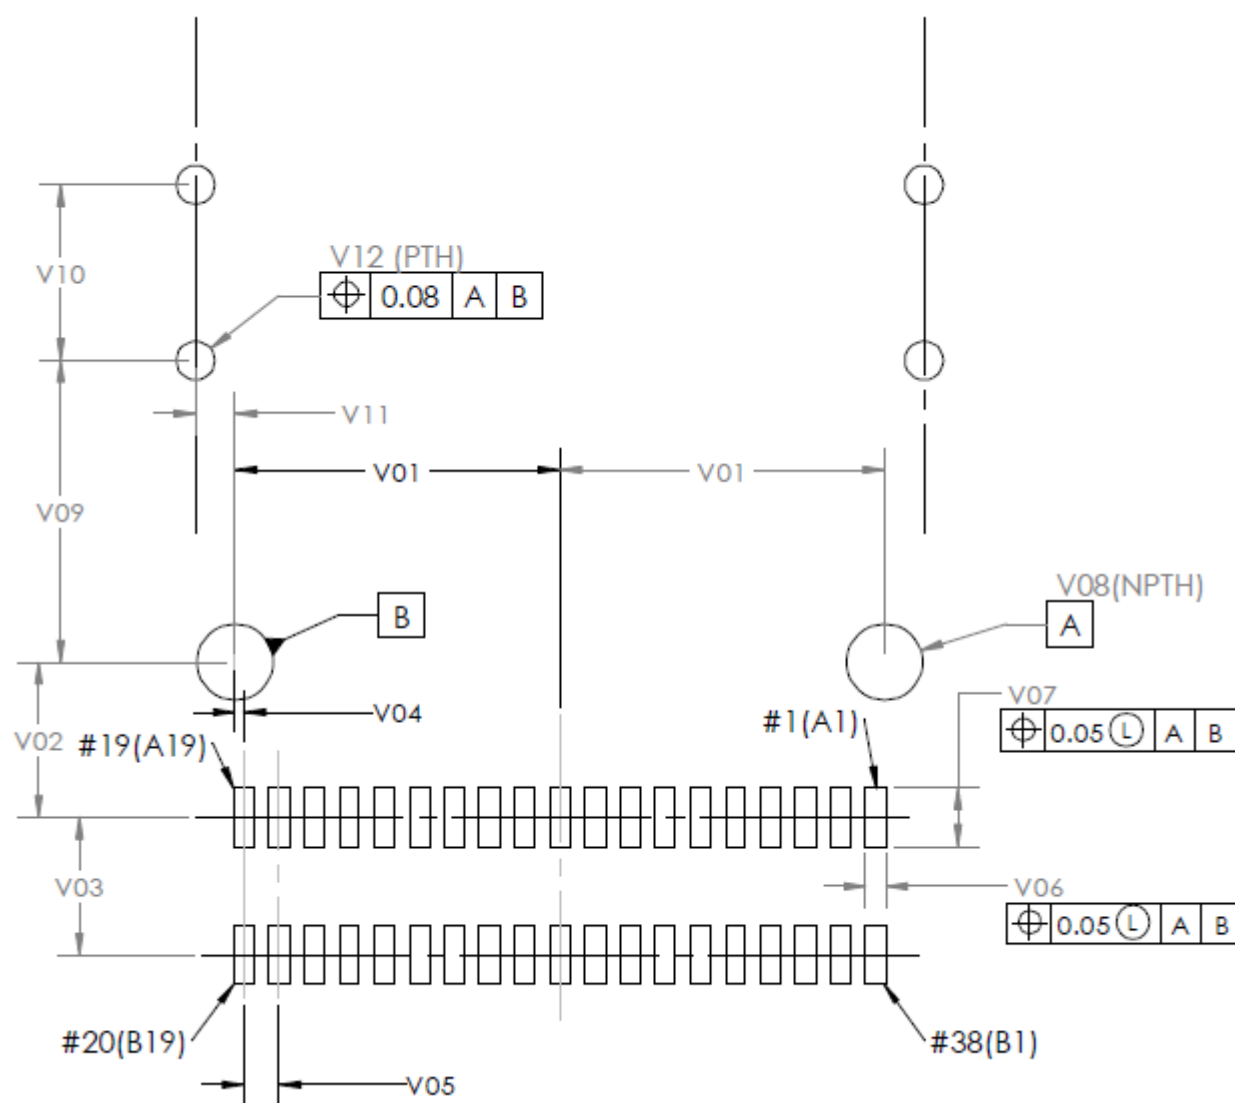 V12 (PTH)
V10
⌖ 0.08 A B
V11
V01 V01
V09
V08(NPTH)
B
A
V07
V04
#1(A1)
V02
#19(A19)
⌖ 0.05 Ⓛ A B
V03
V06
⌖ 0.05 Ⓛ A B
#20(B19)
#38(B1)
V05